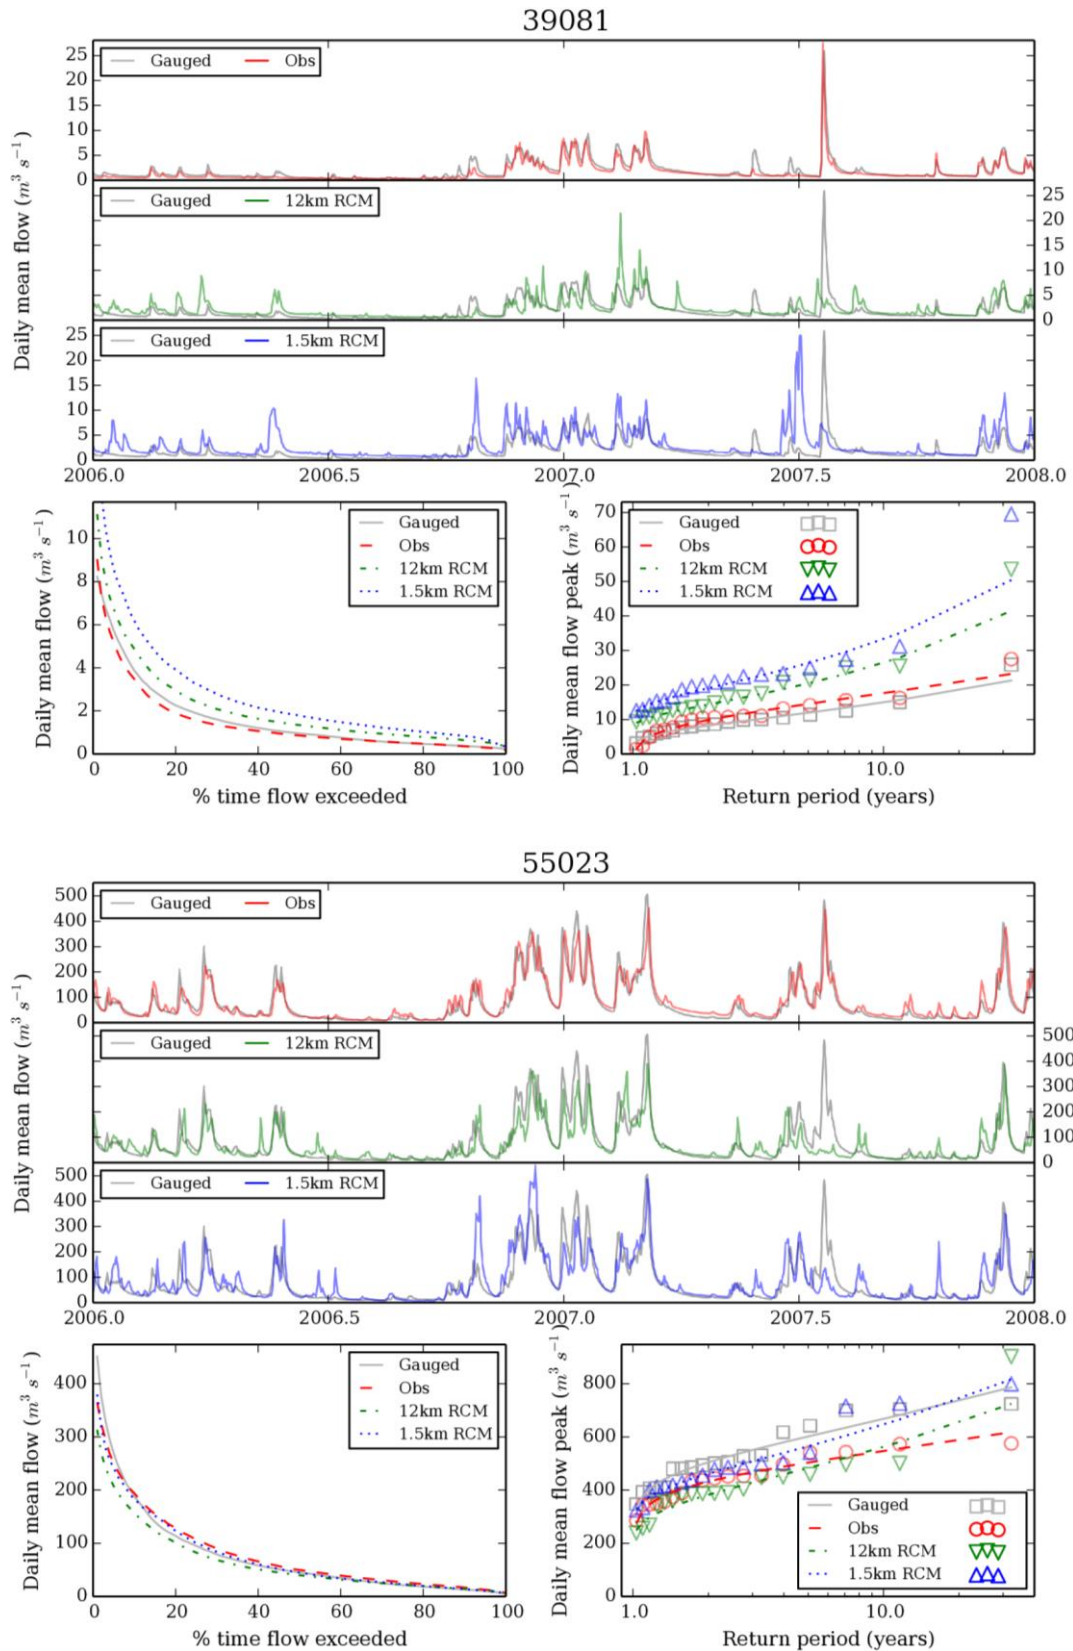 39081
Gauged Obs
25
20
15
10
5
0
Gauged 12km RCM
25
20
15
10
5
0
Daily mean flow (m³ s⁻¹)
Gauged 1.5km RCM
25
20
15
10
5
0
2006.0 2006.5 2007.0 2007.5 2008.0
Daily mean flow (m³ s⁻¹)
10
8
6
4
2
0
Gauged
Obs
12km RCM
1.5km RCM
0 20 40 60 80 100
% time flow exceeded
Daily mean flow peak (m³ s⁻¹)
70
60
50
40
30
20
10
0
Gauged
Obs
12km RCM
1.5km RCM
1.0 10.0
Return period (years)
55023
Gauged Obs
500
400
300
200
100
0
Gauged 12km RCM
500
400
300
200
100
0
Daily mean flow (m³ s⁻¹)
Gauged 1.5km RCM
500
400
300
200
100
0
2006.0 2006.5 2007.0 2007.5 2008.0
Daily mean flow (m³ s⁻¹)
400
300
200
100
0
Gauged
Obs
12km RCM
1.5km RCM
0 20 40 60 80 100
% time flow exceeded
Daily mean flow peak (m³ s⁻¹)
800
600
400
200
0
Gauged
Obs
12km RCM
1.5km RCM
1.0 10.0
Return period (years)